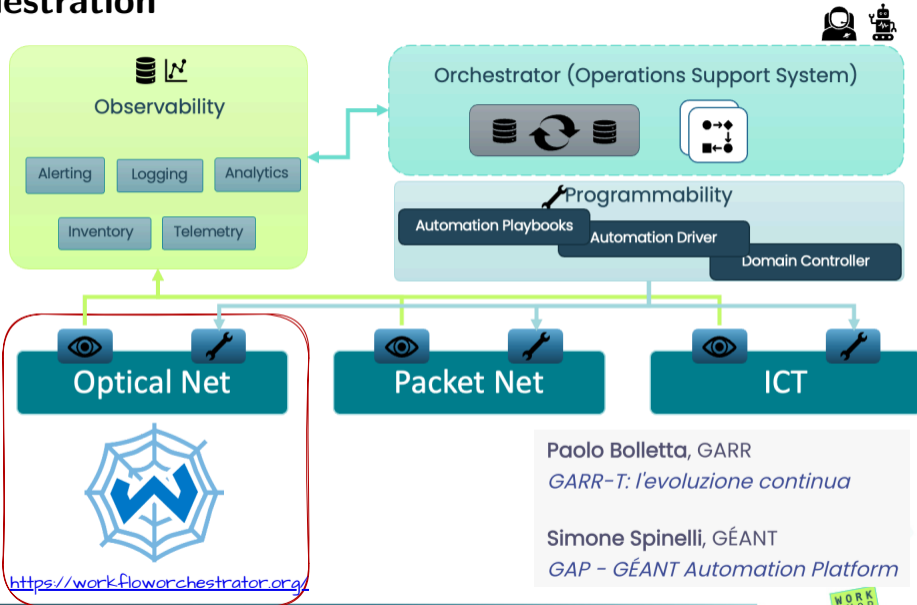 Observability
Alerting
Logging
Analytics
Inventory
Telemetry
Orchestrator (Operations Support System)
Programmability
Automation Playbooks
Automation Driver
Domain Controller
Optical Net
Packet Net
ICT
https://workfloworchestrator.org/
Paolo Bolletta, GARR
GARR-T: l'evoluzione continua
Simone Spinelli, GÉANT
GAP - GÉANT Automation Platform
WORK